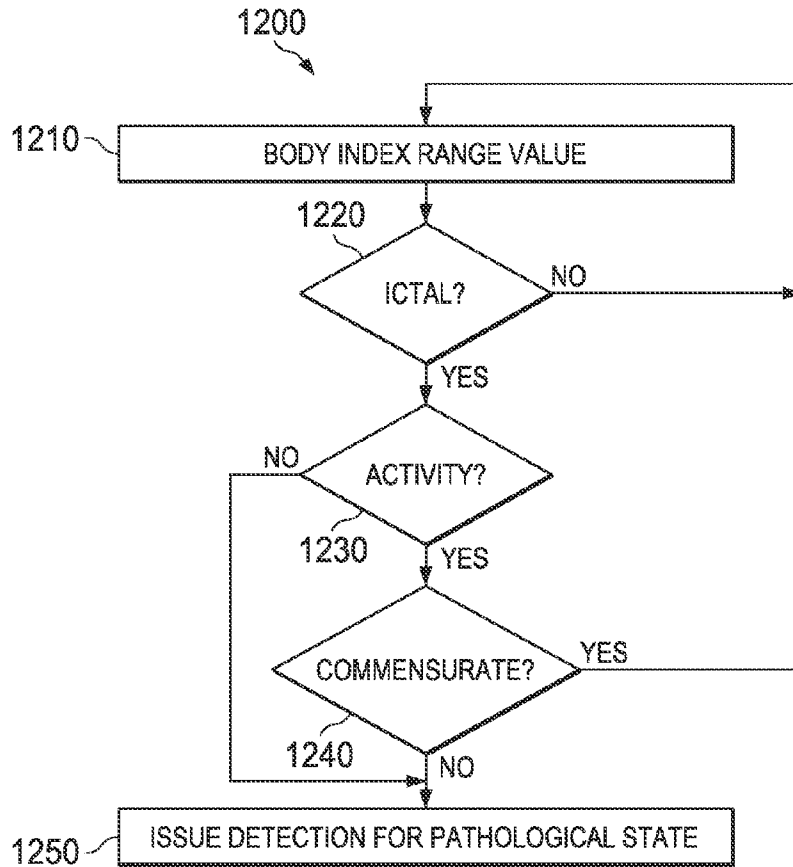 1200
1210
BODY INDEX RANGE VALUE
1220
ICTAL?
NO
YES
NO
ACTIVITY?
1230
YES
COMMENSURATE?
YES
1240
NO
1250
ISSUE DETECTION FOR PATHOLOGICAL STATE